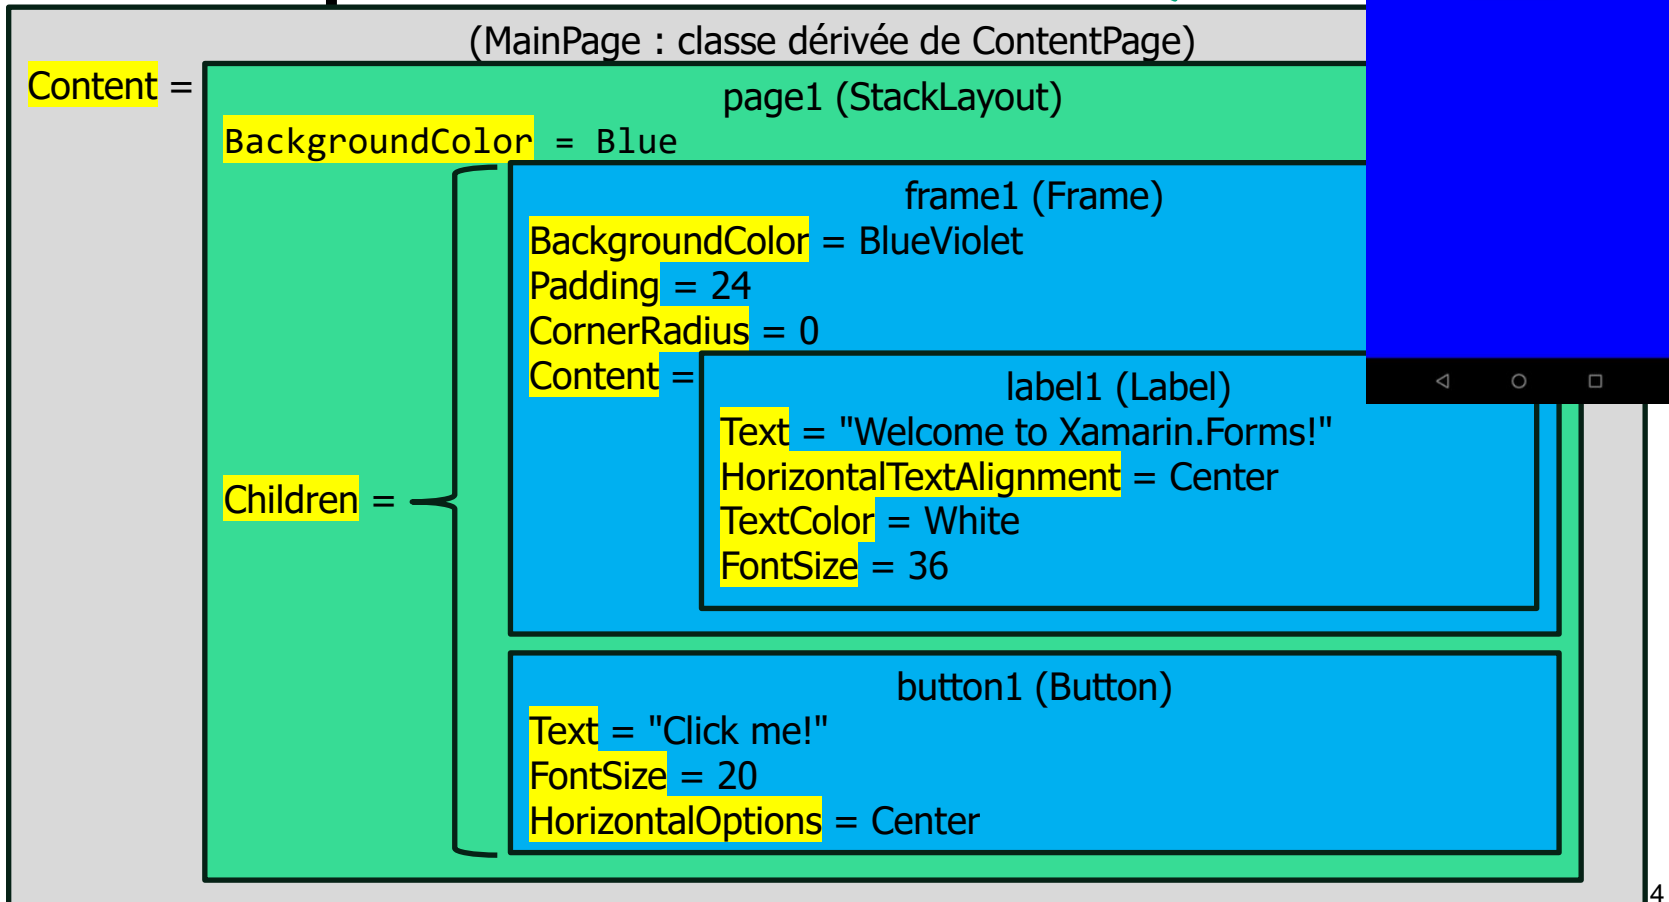 (MainPage : classe dérivée de ContentPage)
Content =
page1 (StackLayout)
BackgroundColor = Blue
Children =
frame1 (Frame)
BackgroundColor = BlueViolet
Padding = 24
CornerRadius = 0
Content =
label1 (Label)
Text = "Welcome to Xamarin.Forms!"
HorizontalTextAlignment = Center
TextColor = White
FontSize = 36
button1 (Button)
Text = "Click me!"
FontSize = 20
HorizontalOptions = Center
4